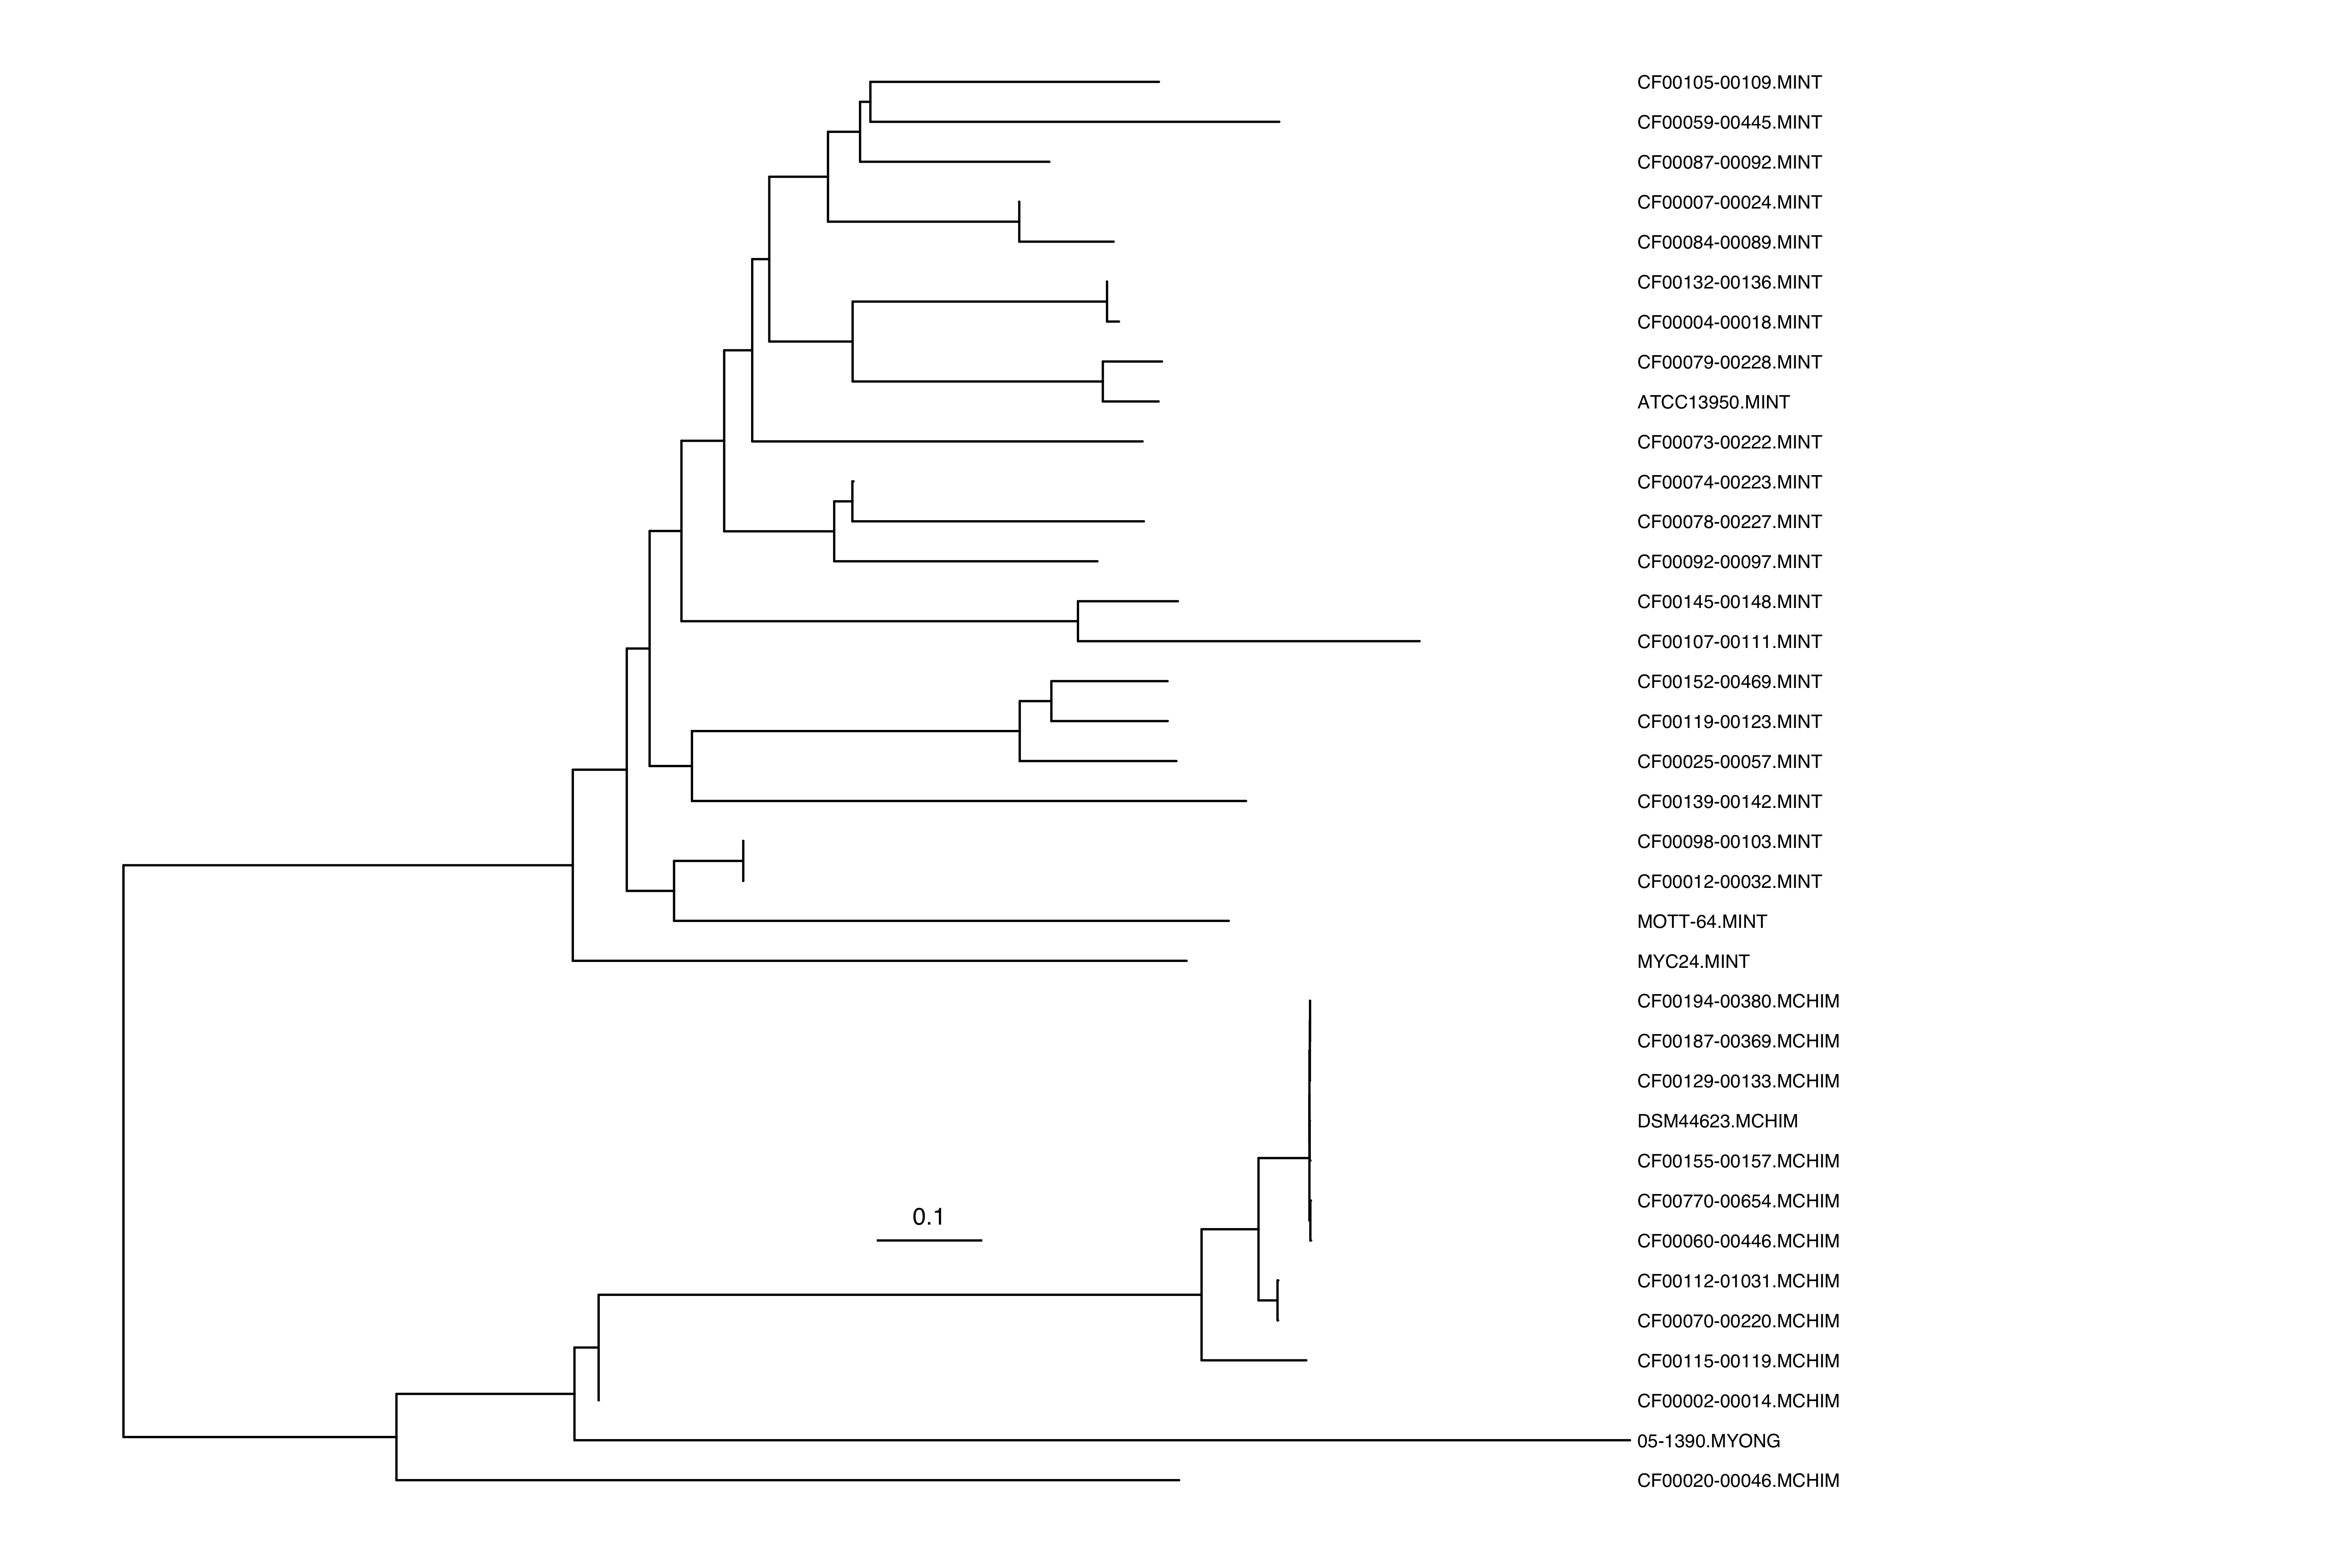 CF00105-00109.MINT
CF00059-00445.MINT
CF00087-00092.MINT
CF00007-00024.MINT
CF00084-00089.MINT
CF00132-00136.MINT
CF00004-00018.MINT
CF00079-00228.MINT
ATCC13950.MINT
CF00073-00222.MINT
CF00074-00223.MINT
CF00078-00227.MINT
CF00092-00097.MINT
CF00145-00148.MINT
CF00107-00111.MINT
CF00152-00469.MINT
CF00119-00123.MINT
CF00025-00057.MINT
CF00139-00142.MINT
CF00098-00103.MINT
CF00012-00032.MINT
MOTT-64.MINT
MYC24.MINT
CF00194-00380.MCHIM
CF00187-00369.MCHIM
CF00129-00133.MCHIM
DSM44623.MCHIM
CF00155-00157.MCHIM
CF00770-00654.MCHIM
0.1
CF00060-00446.MCHIM
CF00112-01031.MCHIM
CF00070-00220.MCHIM
CF00115-00119.MCHIM
CF00002-00014.MCHIM
05-1390.MYONG
CF00020-00046.MCHIM